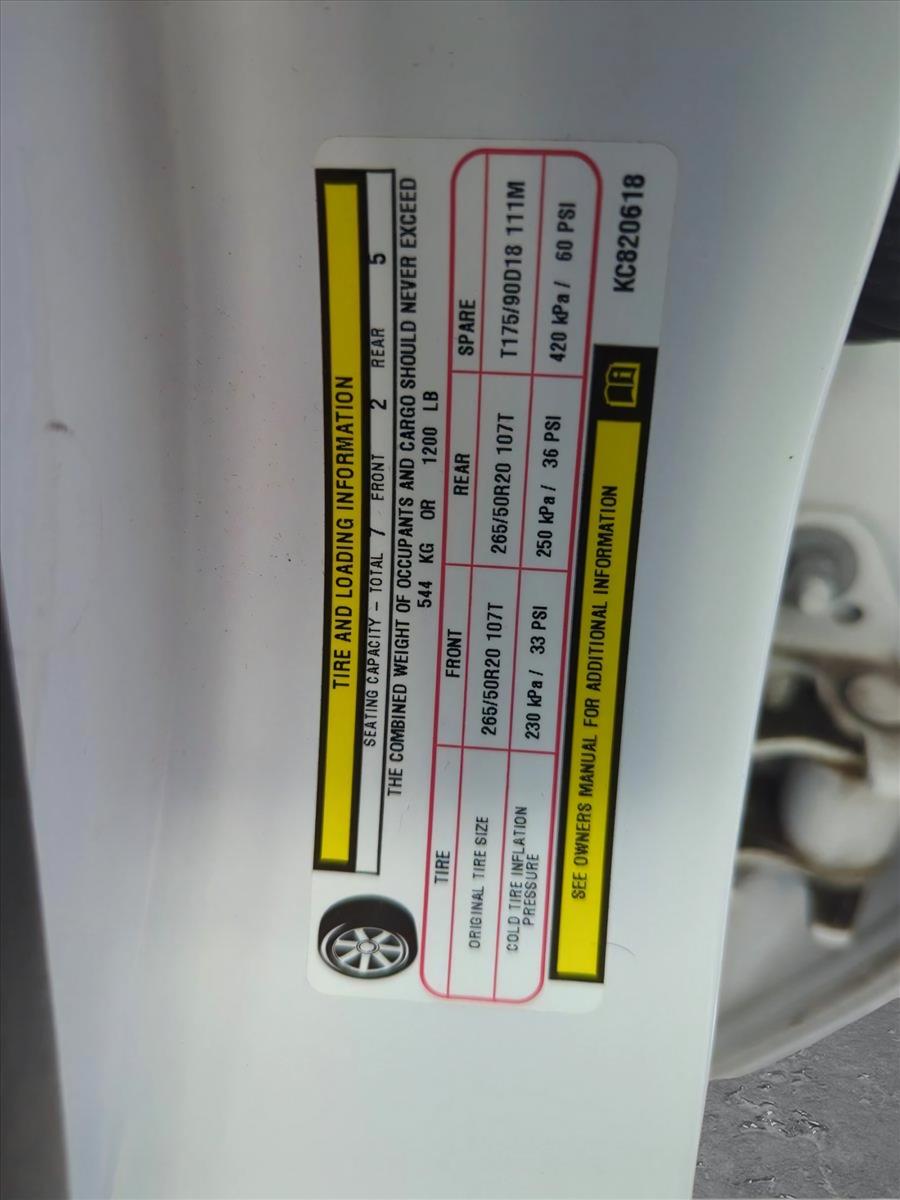 TIRE AND LOADING INFORMATION
SEATING CAPACITY - TOTAL 7 FRONT 2 REAR 5
THE COMBINED WEIGHT OF OCCUPANTS AND CARGO SHOULD NEVER EXCEED
544 KG OR 1200 LB
TIRE FRONT REAR SPARE
ORIGINAL TIRE SIZE 265/50R20 107T 265/50R20 107T T175/90D18 111M
COLD TIRE INFLATION PRESSURE 230 kPa / 33 PSI 250 kPa / 36 PSI 420 kPa / 60 PSI
SEE OWNERS MANUAL FOR ADDITIONAL INFORMATION
KC820618